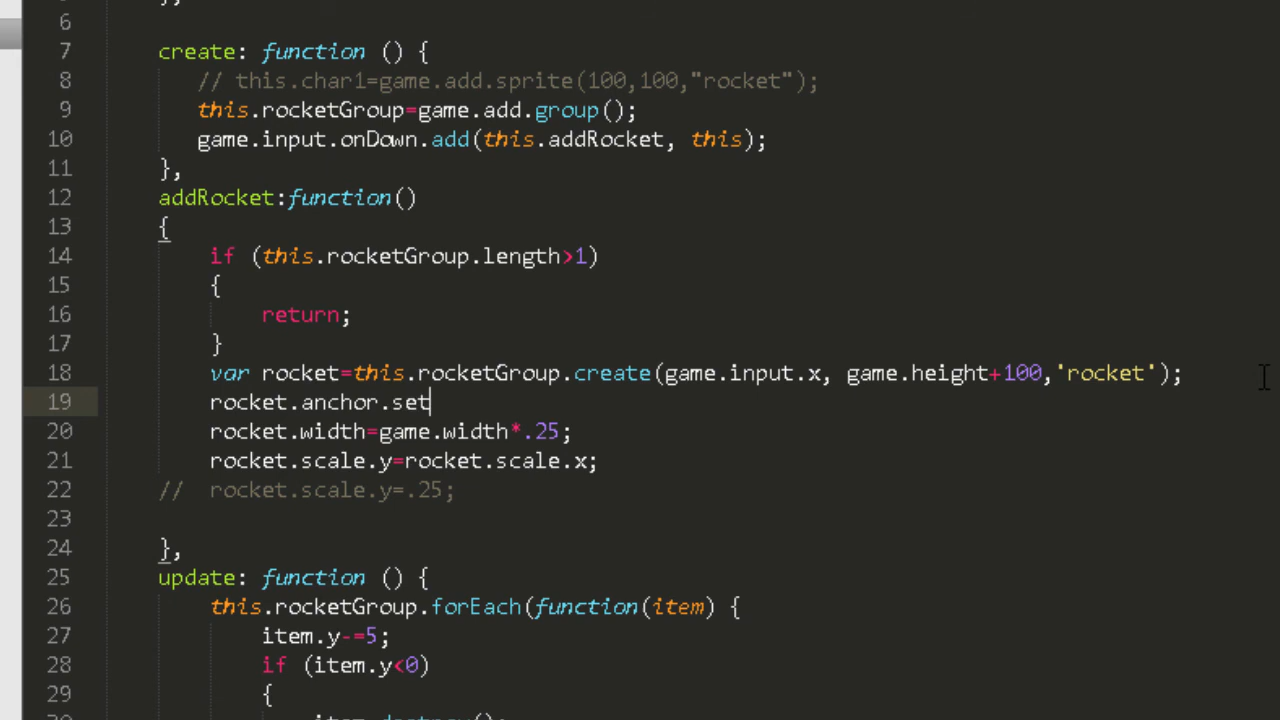 6
7 create: function () {
8 // this.char1=game.add.sprite(100,100,"rocket");
9 this.rocketGroup=game.add.group();
10 game.input.onDown.add(this.addRocket, this);
11 },
12 addRocket:function()
13 {
14 if (this.rocketGroup.length>1)
15 {
16 return;
17 }
18 var rocket=this.rocketGroup.create(game.input.x, game.height+100,'rocket');
19 rocket.anchor.set
20 rocket.width=game.width*.25;
21 rocket.scale.y=rocket.scale.x;
22 // rocket.scale.y=.25;
23
24 },
25 update: function () {
26 this.rocketGroup.forEach(function(item) {
27 item.y-=5;
28 if (item.y<0)
29 {